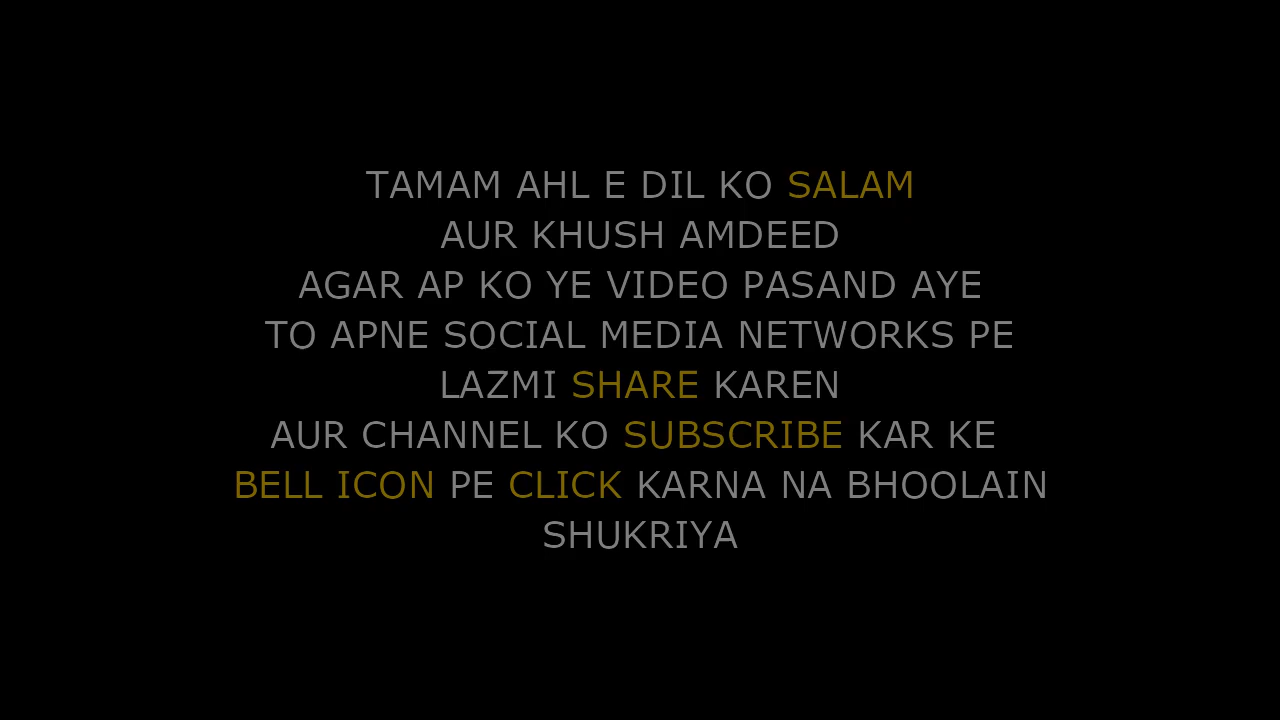 TAMAM AHL E DIL KO SALAM
AUR KHUSH AMDEED
AGAR AP KO YE VIDEO PASAND AYE
TO APNE SOCIAL MEDIA NETWORKS PE
LAZMI SHARE KAREN
AUR CHANNEL KO SUBSCRIBE KAR KE
BELL ICON PE CLICK KARNA NA BHOOLAIN
SHUKRIYA